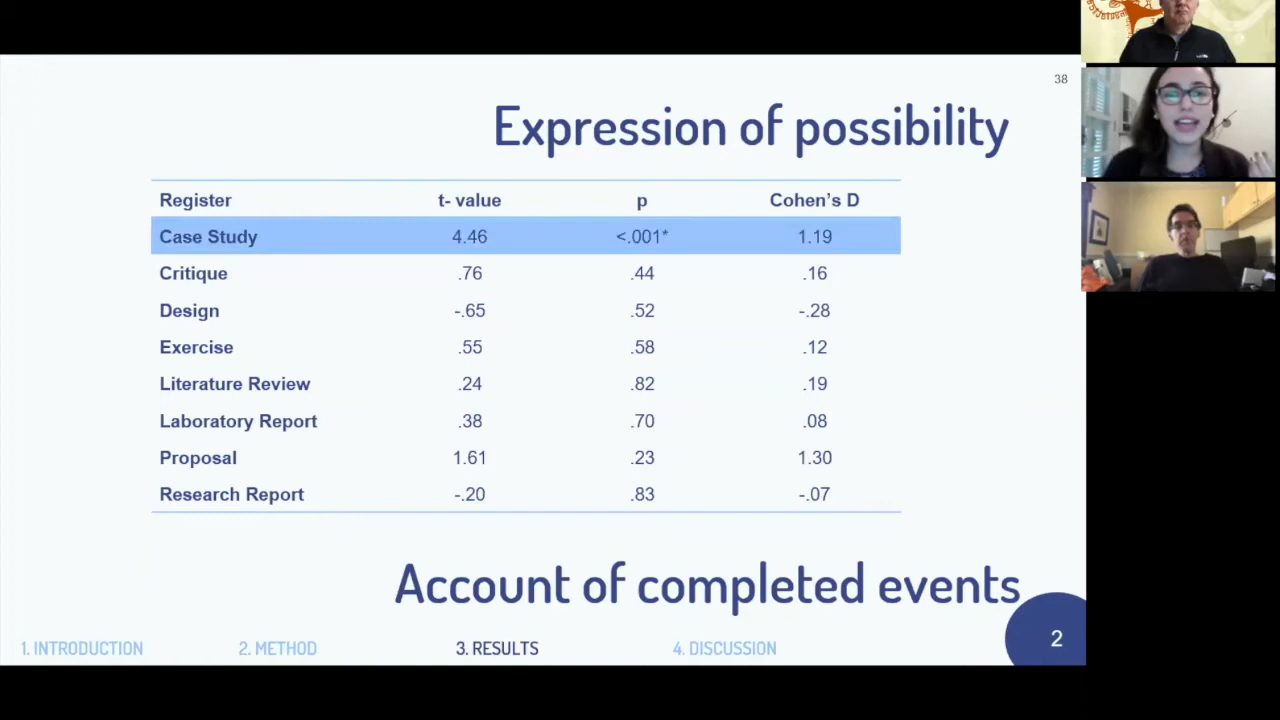 38
Expression of possibility
Register t- value p Cohen's D
Case Study 4.46 <.001* 1.19
Critique .76 .44 .16
Design -.65 .52 -.28
Exercise .55 .58 .12
Literature Review .24 .82 .19
Laboratory Report .38 .70 .08
Proposal 1.61 .23 1.30
Research Report -.20 .83 -.07
Account of completed events
2
1. INTRODUCTION 2. METHOD 3. RESULTS 4. DISCUSSION